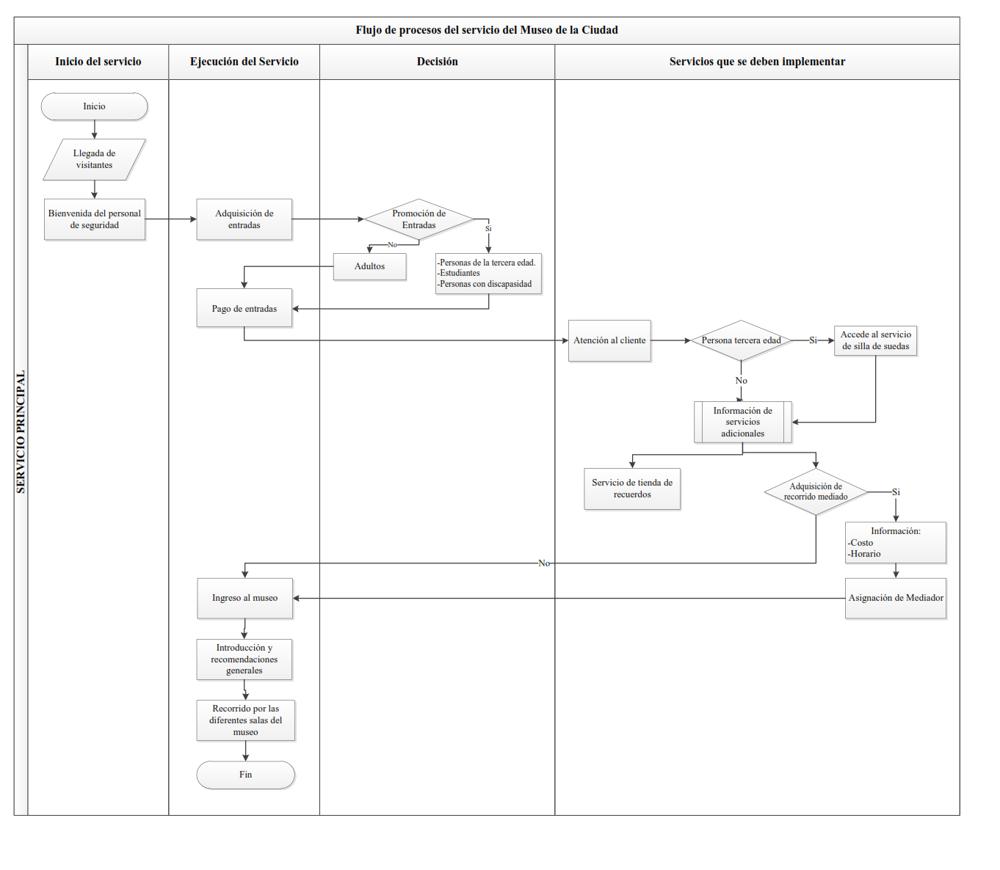 Flujo de procesos del servicio del Museo de la Ciudad
Inicio del servicio
Ejecución del Servicio
Decisión
Servicios que se deben implementar
SERVICIO PRINCIPAL
Inicio
Llegada de
visitantes
Bienvenida del personal
de seguridad
Adquisición de
entradas
Promoción de
Entradas
Si
No
Adultos
-Personas de la tercera edad.
-Estudiantes
-Personas con discapasidad
Pago de entradas
Atención al cliente
Persona tercera edad
Si
Accede al servicio
de silla de suedas
No
Información de
servicios
adicionales
Servicio de tienda de
recuerdos
Adquisición de
recorrido mediado
Si
Información:
-Costo
-Horario
No
Asignación de Mediador
Ingreso al museo
Introducción y
recomendaciones
generales
Recorrido por las
diferentes salas del
museo
Fin